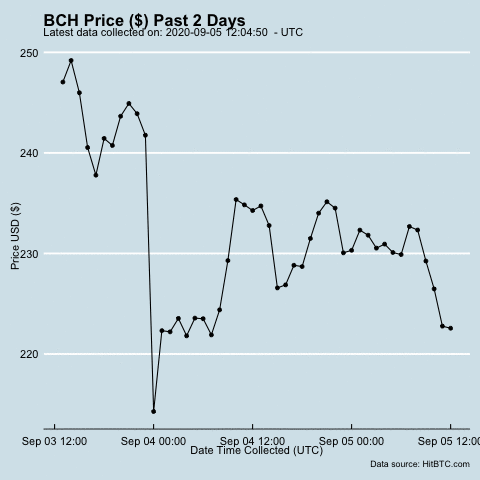 BCH Price ($) Past 2 Days
Latest data collected on: 2020-09-05 12:04:50 - UTC
250
240
230
220
Price USD ($)
Sep 03 12:00 Sep 04 00:00 Sep 04 12:00 Sep 05 00:00 Sep 05 12:00
Date Time Collected (UTC)
Data source: HitBTC.com